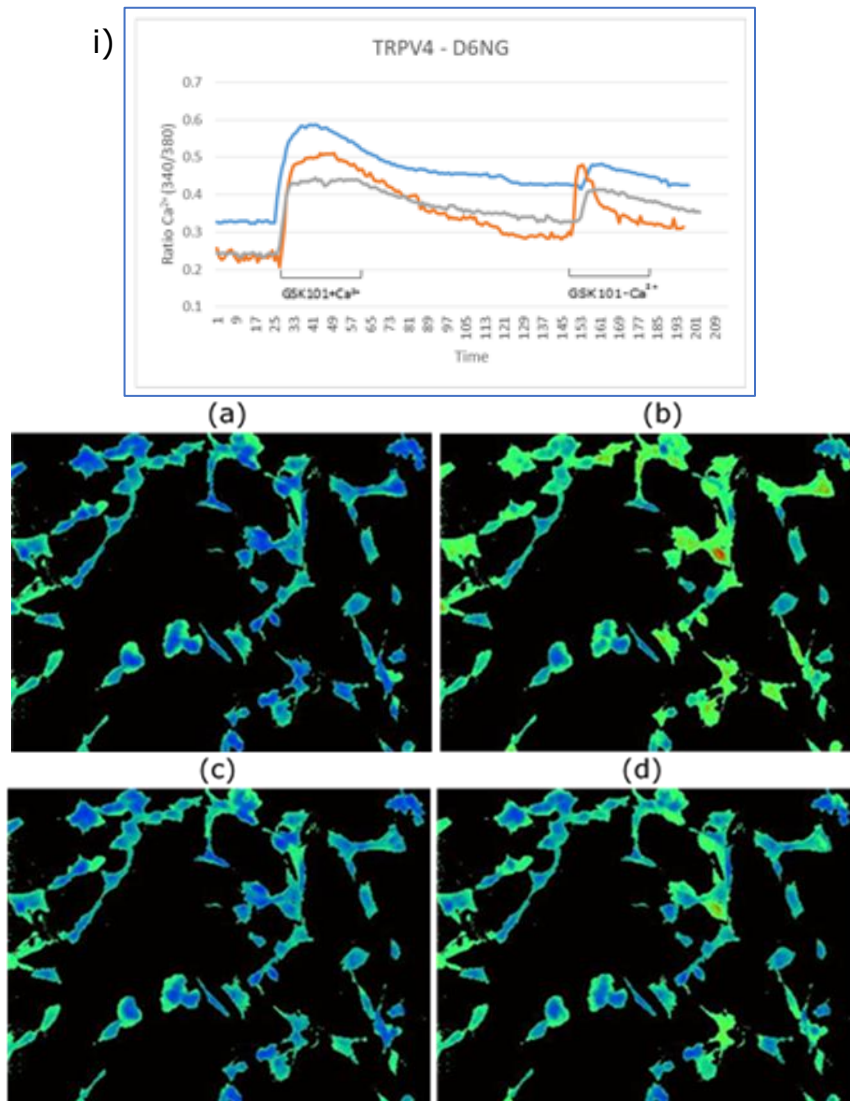 i)
TRPV4 - D6NG
Ratio Ca²⁺ (340/380)
0.7
0.6
0.5
0.4
0.3
0.2
0.1
GSK101+Ca²⁺
GSK101-Ca²⁺
1 9 17 25 33 41 49 57 65 73 81 89 97 105 113 121 129 137 145 153 161 169 177 185 193 201 209
Time
(a)
(b)
(c)
(d)